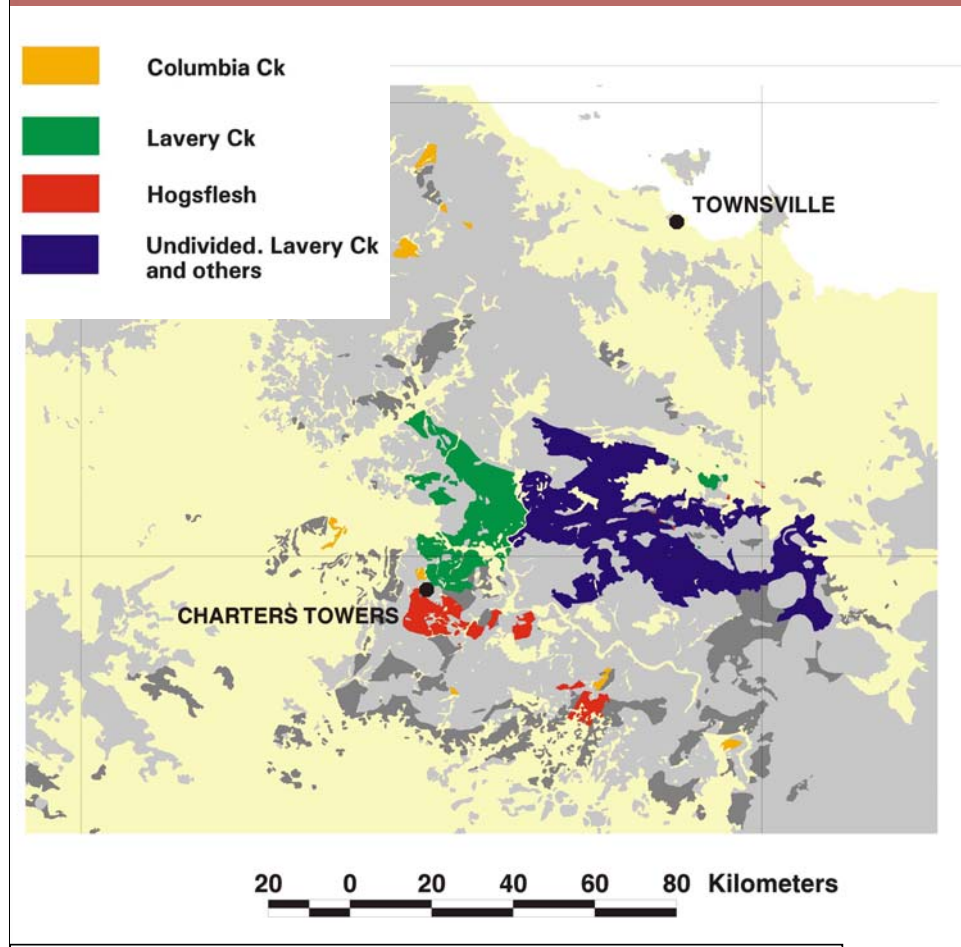 Columbia Ck
Lavery Ck
Hogsflesh
Undivided. Lavery Ck
and others
TOWNSVILLE
CHARTERS TOWERS
20 0 20 40 60 80 Kilometers